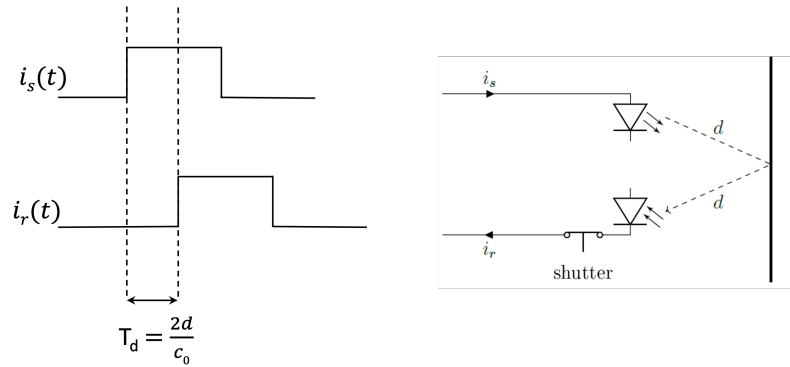 i_s(t)
i_r(t)
T_d = 2d/c_0
i_s
d
d
i_r
shutter